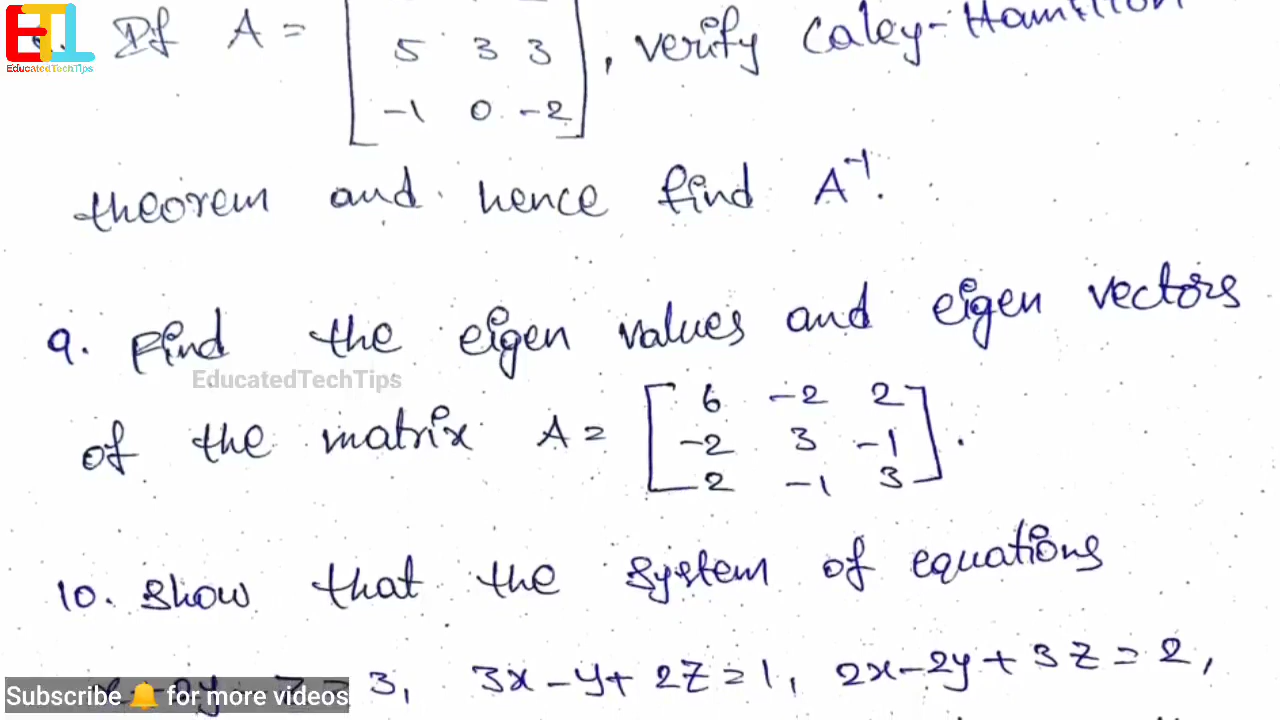 ETL
EducatedTechTips
If A = [5 3 3
-1 0 -2], verify Caley-Hamilton
theorem and hence find A⁻¹.
9. Find the eigen values and eigen vectors
EducatedTechTips
of the matrix A = [6 -2 2
-2 3 -1
2 -1 3].
10. Show that the system of equations
z = 3, 3x-y+2z=1, 2x-2y+3z=2,
Subscribe 🔔 for more videos